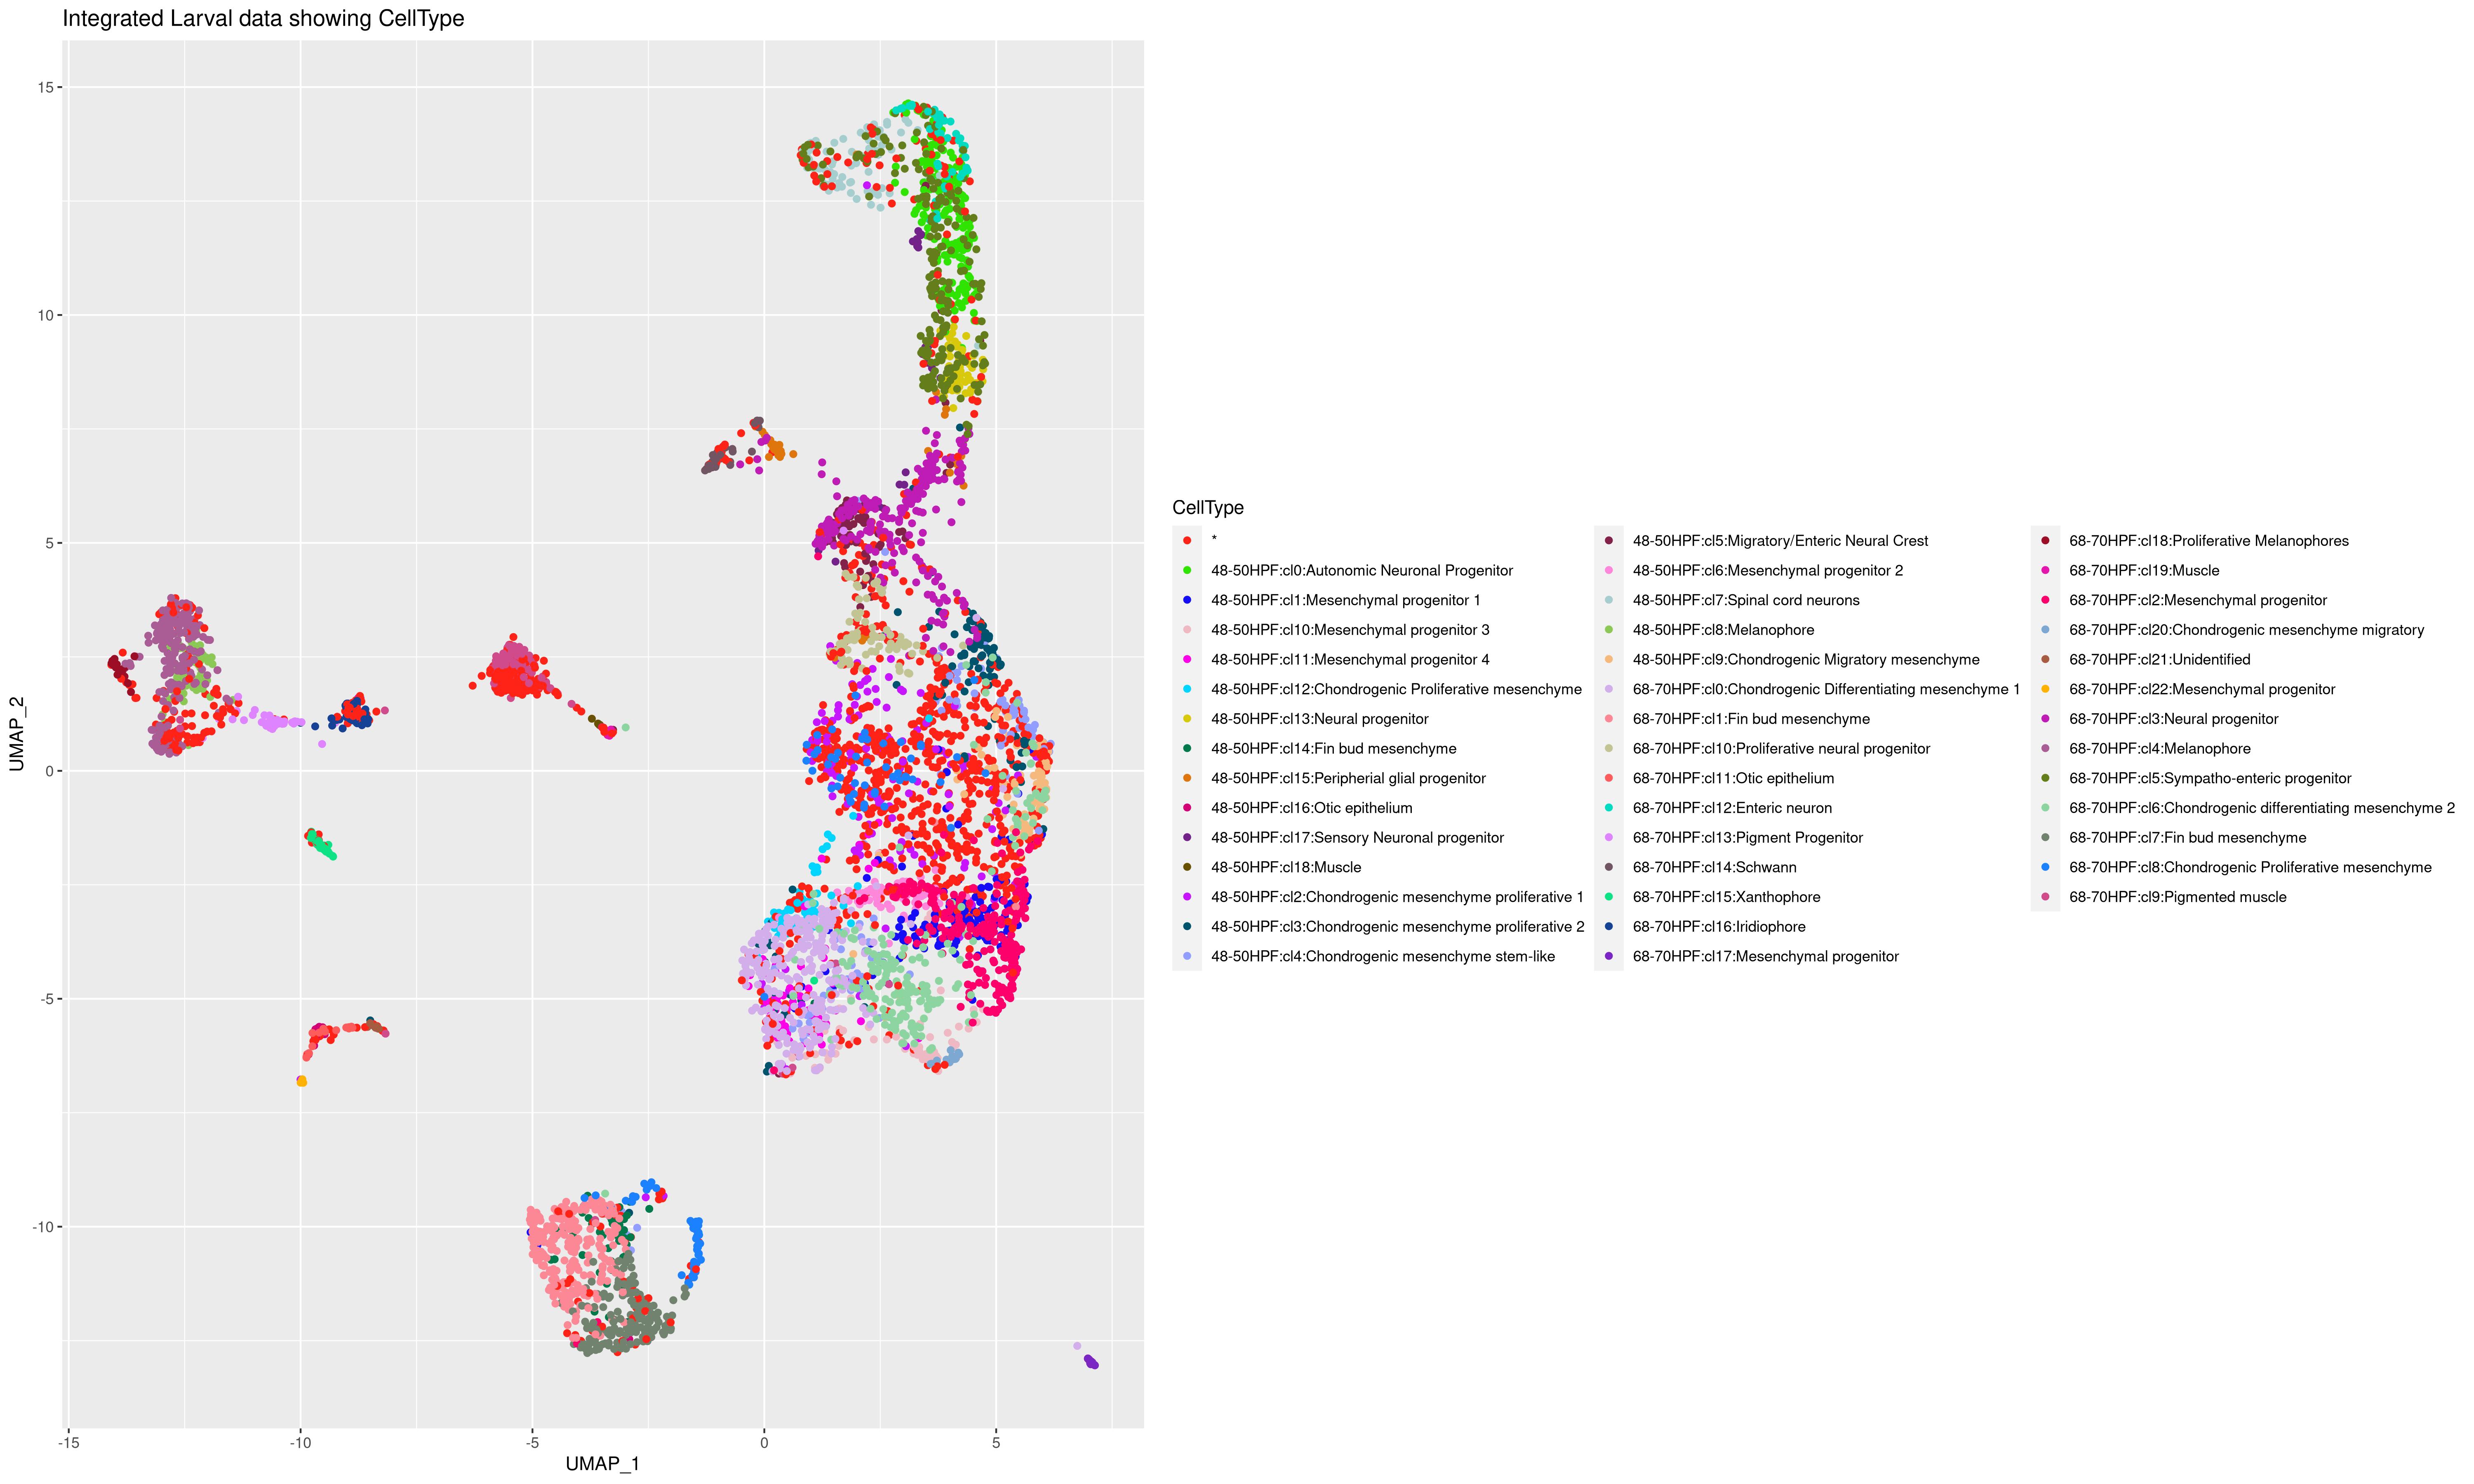 Integrated Larval data showing CellType
15
10
5
0
-5
-10
UMAP_2
-15
-10
-5
0
5
UMAP_1
CellType
*
48-50HPF:cl0:Autonomic Neuronal Progenitor
48-50HPF:cl1:Mesenchymal progenitor 1
48-50HPF:cl10:Mesenchymal progenitor 3
48-50HPF:cl11:Mesenchymal progenitor 4
48-50HPF:cl12:Chondrogenic Proliferative mesenchyme
48-50HPF:cl13:Neural progenitor
48-50HPF:cl14:Fin bud mesenchyme
48-50HPF:cl15:Peripherial glial progenitor
48-50HPF:cl16:Otic epithelium
48-50HPF:cl17:Sensory Neuronal progenitor
48-50HPF:cl18:Muscle
48-50HPF:cl2:Chondrogenic mesenchyme proliferative 1
48-50HPF:cl3:Chondrogenic mesenchyme proliferative 2
48-50HPF:cl4:Chondrogenic mesenchyme stem-like
48-50HPF:cl5:Migratory/Enteric Neural Crest
48-50HPF:cl6:Mesenchymal progenitor 2
48-50HPF:cl7:Spinal cord neurons
48-50HPF:cl8:Melanophore
48-50HPF:cl9:Chondrogenic Migratory mesenchyme
68-70HPF:cl0:Chondrogenic Differentiating mesenchyme 1
68-70HPF:cl1:Fin bud mesenchyme
68-70HPF:cl10:Proliferative neural progenitor
68-70HPF:cl11:Otic epithelium
68-70HPF:cl12:Enteric neuron
68-70HPF:cl13:Pigment Progenitor
68-70HPF:cl14:Schwann
68-70HPF:cl15:Xanthophore
68-70HPF:cl16:Iridiophore
68-70HPF:cl17:Mesenchymal progenitor
68-70HPF:cl18:Proliferative Melanophores
68-70HPF:cl19:Muscle
68-70HPF:cl2:Mesenchymal progenitor
68-70HPF:cl20:Chondrogenic mesenchyme migratory
68-70HPF:cl21:Unidentified
68-70HPF:cl22:Mesenchymal progenitor
68-70HPF:cl3:Neural progenitor
68-70HPF:cl4:Melanophore
68-70HPF:cl5:Sympatho-enteric progenitor
68-70HPF:cl6:Chondrogenic differentiating mesenchyme 2
68-70HPF:cl7:Fin bud mesenchyme
68-70HPF:cl8:Chondrogenic Proliferative mesenchyme
68-70HPF:cl9:Pigmented muscle